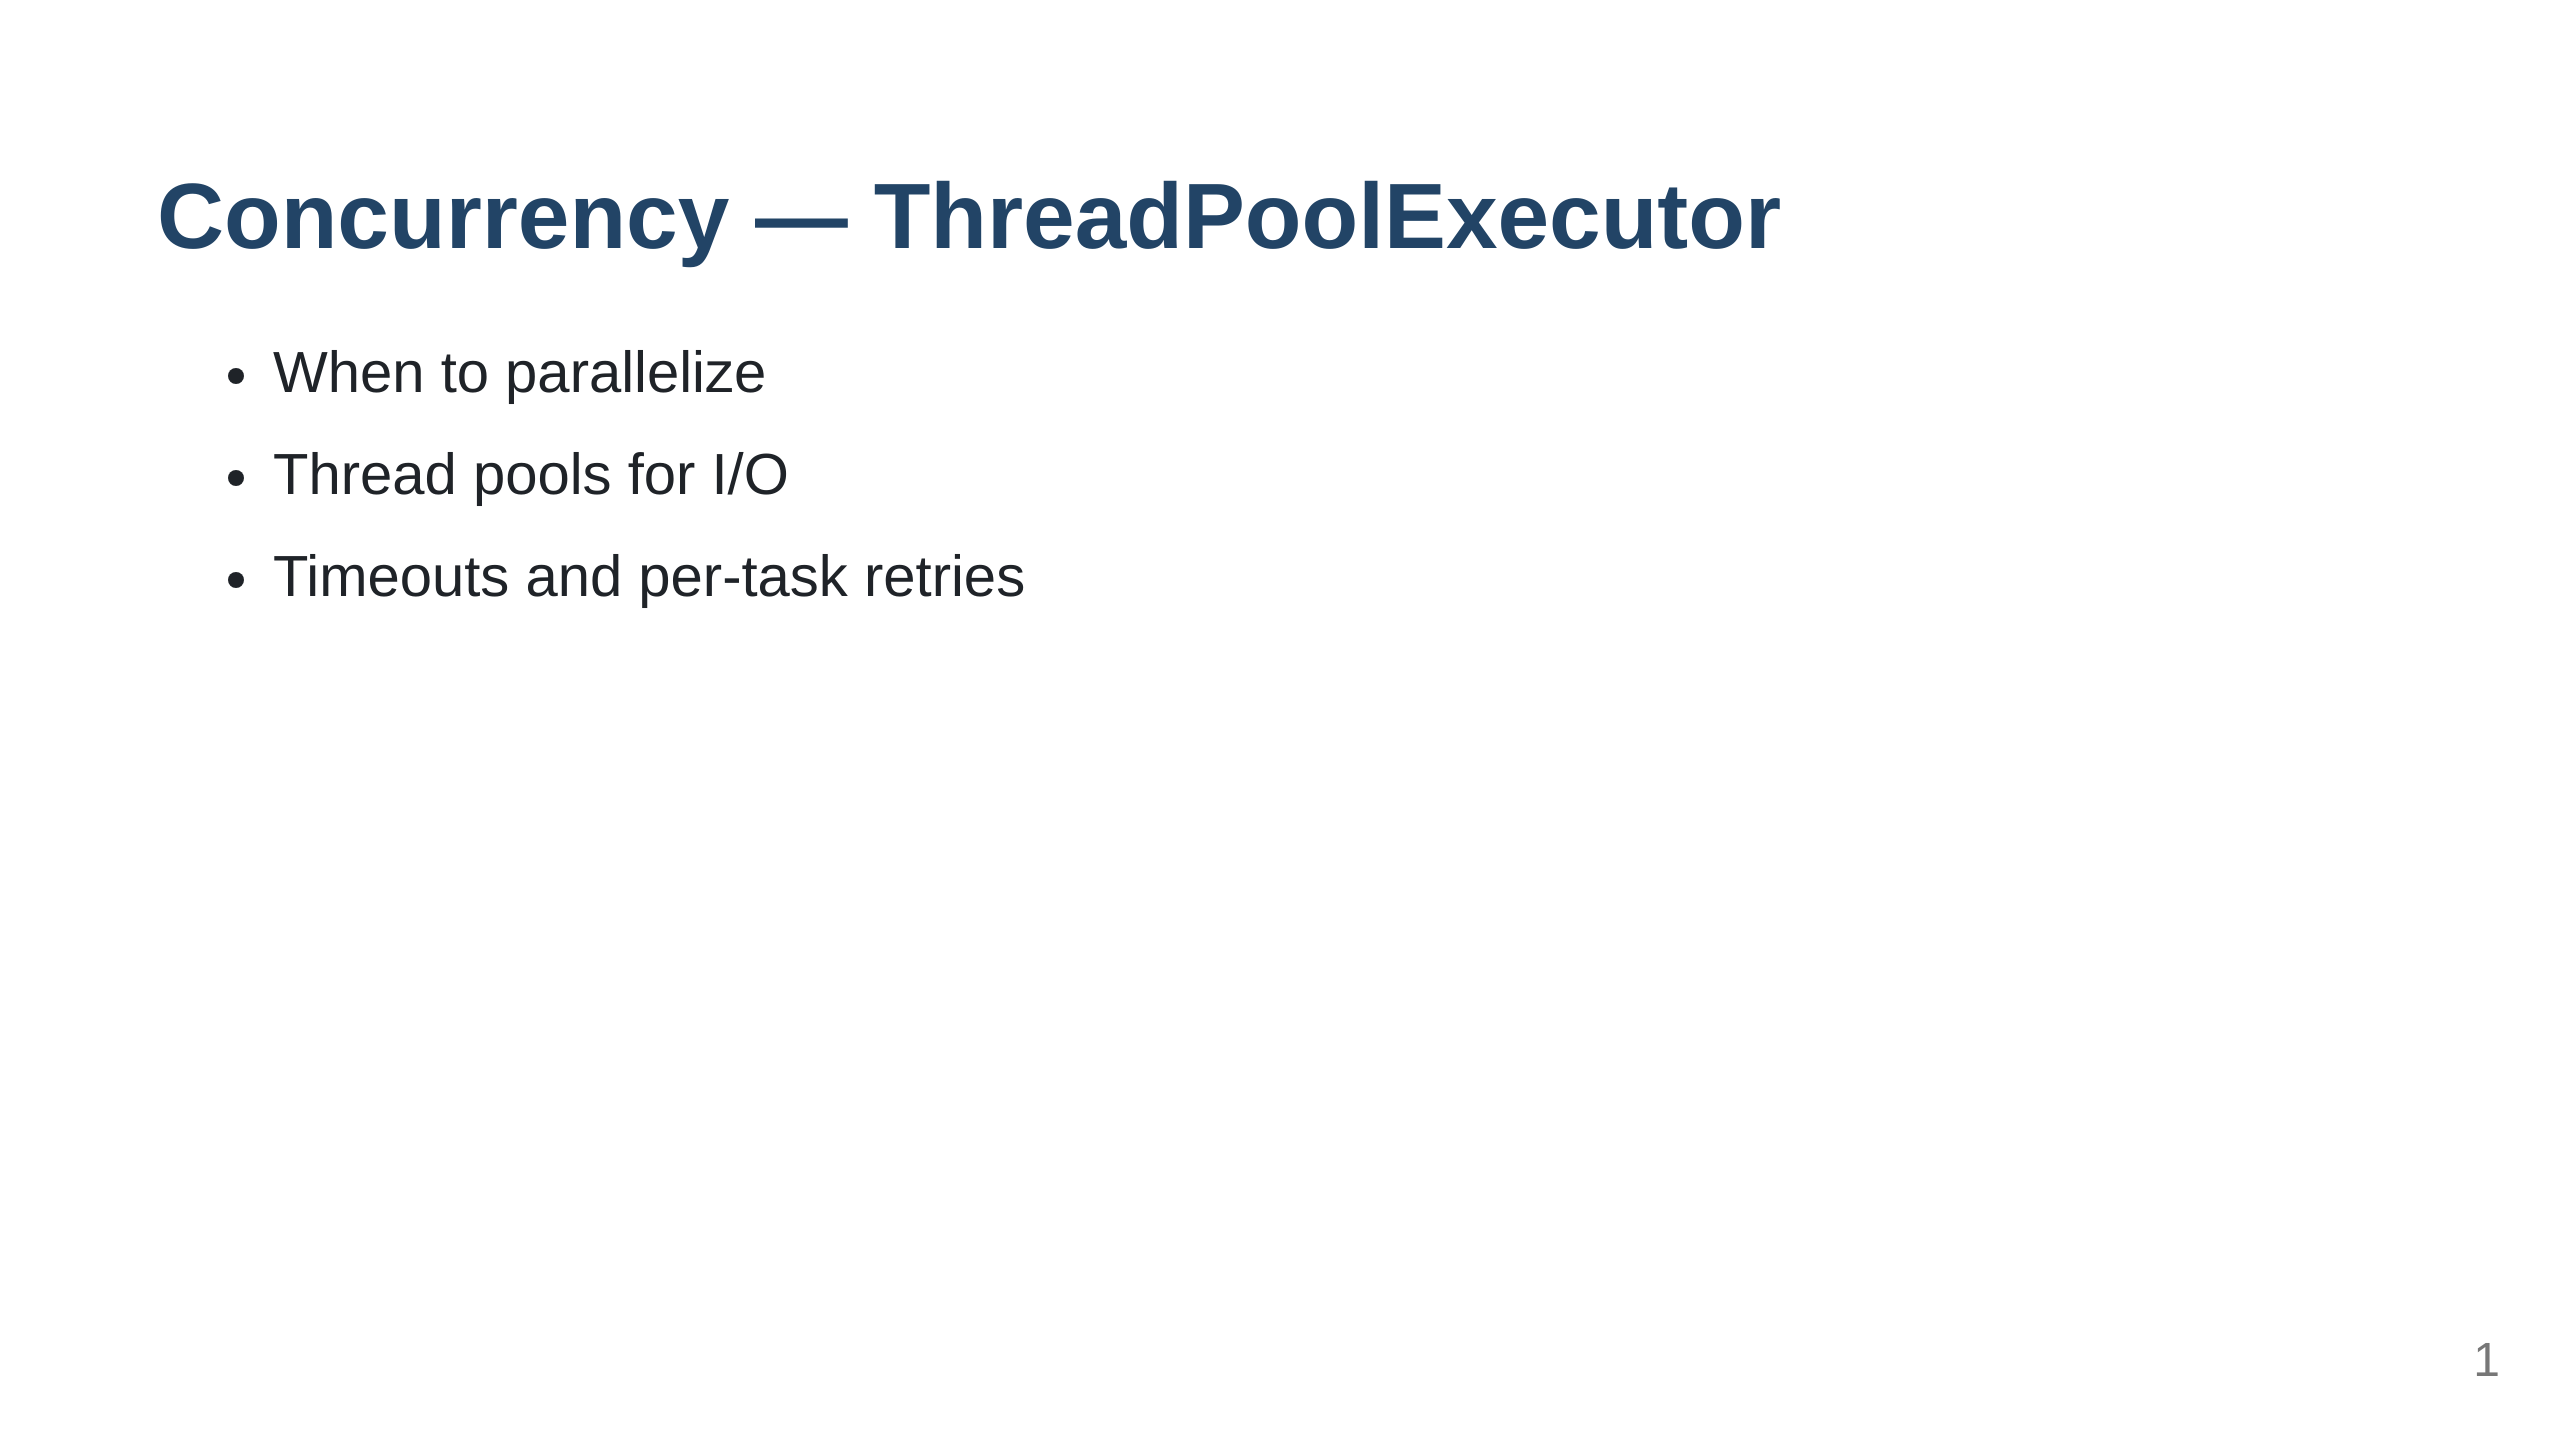 Concurrency — ThreadPoolExecutor
• When to parallelize
• Thread pools for I/O
• Timeouts and per-task retries
1